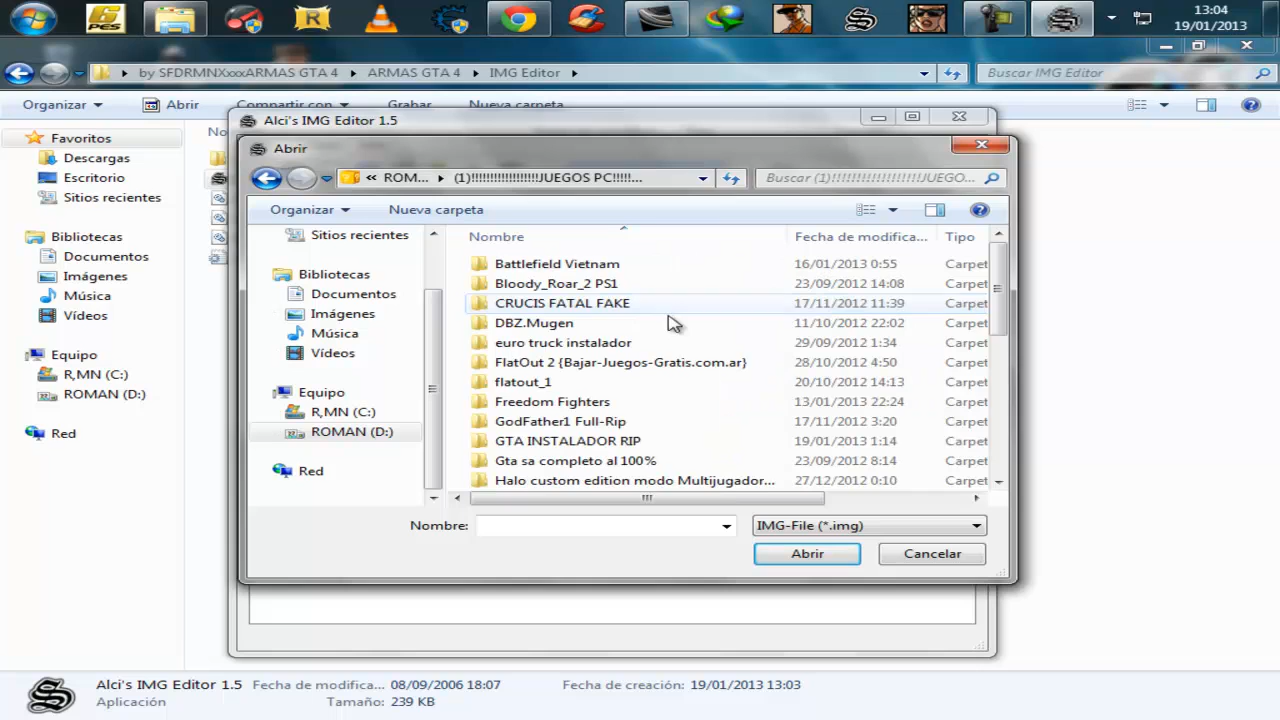 6
PES
R
13:04
19/01/2013
by SFDRMNXxxxARMAS GTA 4
ARMAS GTA 4
IMG Editor
Buscar IMG Editor
Organizar
Abrir
Compartir con
Grabar
Nueva carpeta
Favoritos
Descargas
Escritorio
Sitios recientes
Bibliotecas
Documentos
Imágenes
Música
Vídeos
Equipo
R,MN (C:)
ROMAN (D:)
Red
No
Alci's IMG Editor 1.5
Abrir
« ROM...
(1)!!!!!!!!!!!!!!!!!!JUEGOS PC!!!!!...
Buscar (1)!!!!!!!!!!!!!!!!!!JUEGO...
Organizar
Nueva carpeta
Sitios recientes
Bibliotecas
Documentos
Imágenes
Música
Vídeos
Equipo
R,MN (C:)
ROMAN (D:)
Red
Nombre Fecha de modifica... Tipo
Battlefield Vietnam 16/01/2013 0:55 Carpet
Bloody_Roar_2 PS1 23/09/2012 14:08 Carpet
CRUCIS FATAL FAKE 17/11/2012 11:39 Carpet
DBZ.Mugen 11/10/2012 22:02 Carpet
euro truck instalador 29/09/2012 1:34 Carpet
FlatOut 2 {Bajar-Juegos-Gratis.com.ar} 28/10/2012 4:50 Carpet
flatout_1 20/10/2012 14:13 Carpet
Freedom Fighters 13/01/2013 22:24 Carpet
GodFather1 Full-Rip 17/11/2012 3:20 Carpet
GTA INSTALADOR RIP 19/01/2013 1:14 Carpet
Gta sa completo al 100% 23/09/2012 8:14 Carpet
Halo custom edition modo Multijugador... 27/12/2012 0:10 Carpet
Nombre:
IMG-File (*.img)
Abrir
Cancelar
Alci's IMG Editor 1.5 Fecha de modifica... 08/09/2006 18:07 Fecha de creación: 19/01/2013 13:03
Aplicación Tamaño: 239 KB